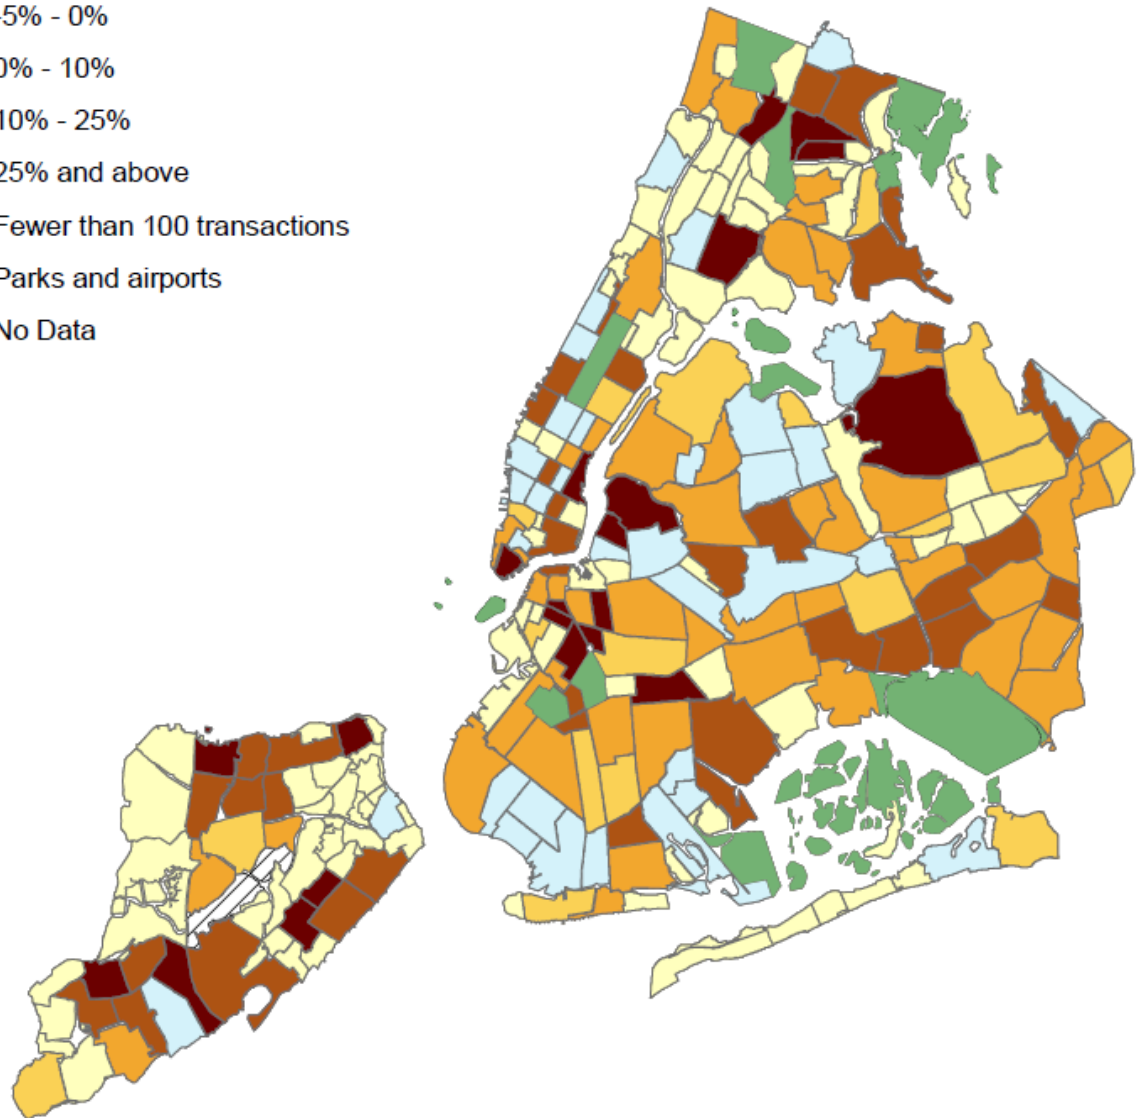 -5% - 0%
0% - 10%
10% - 25%
25% and above
Fewer than 100 transactions
Parks and airports
No Data